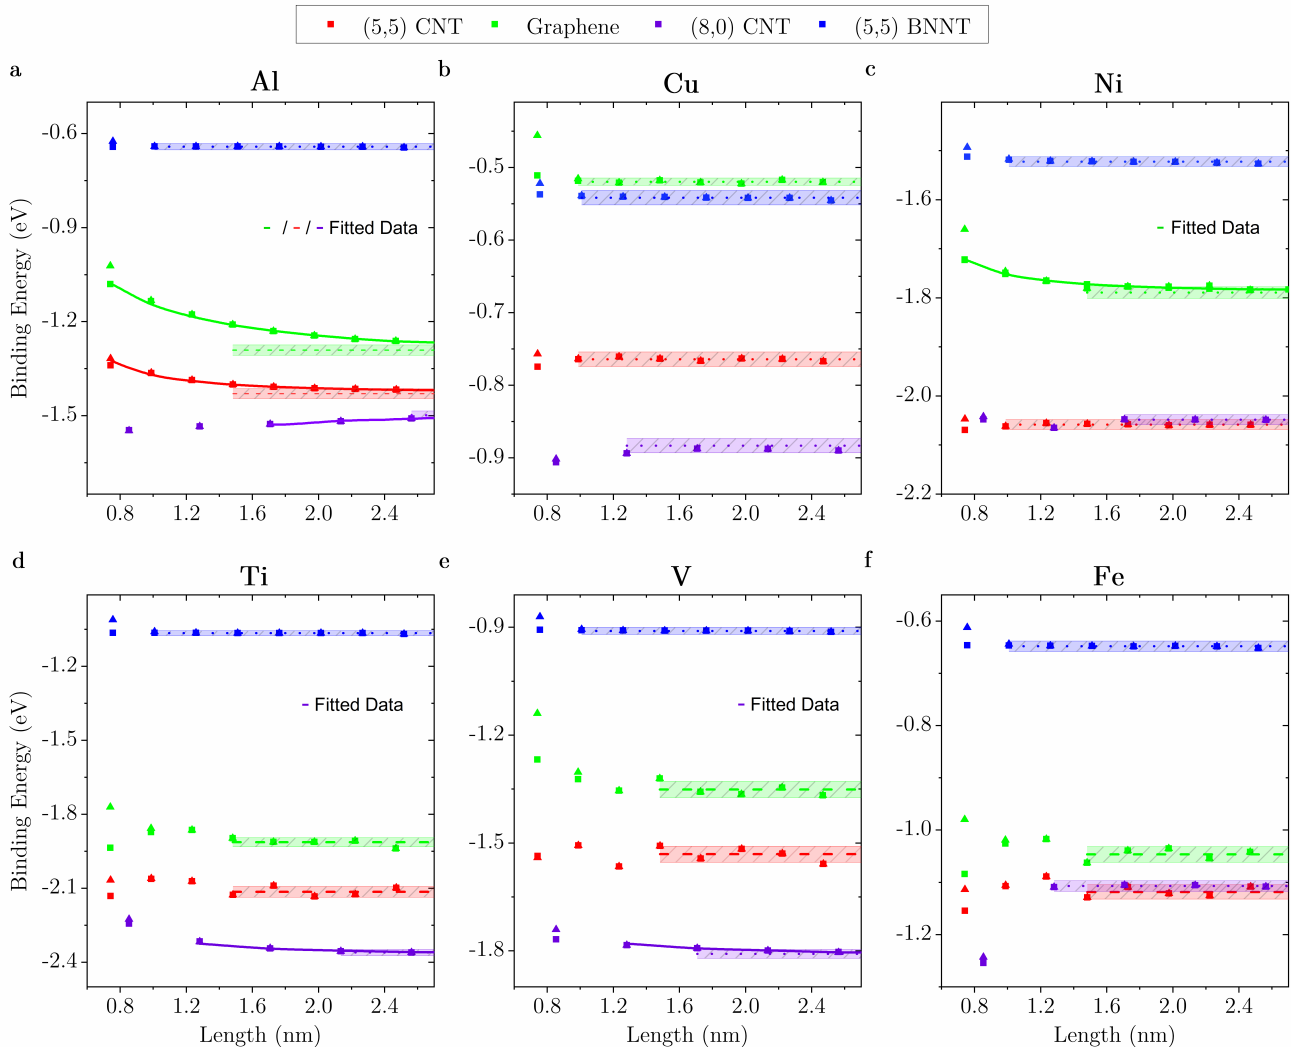 (5,5) CNT Graphene (8,0) CNT (5,5) BNNT
a Al
-0.6
-0.9
-1.2
-1.5
Binding Energy (eV)
- / - / - Fitted Data
0.8 1.2 1.6 2.0 2.4
b Cu
-0.5
-0.6
-0.7
-0.8
-0.9
0.8 1.2 1.6 2.0 2.4
c Ni
-1.6
-1.8
-2.0
-2.2
- Fitted Data
0.8 1.2 1.6 2.0 2.4
d Ti
-1.2
-1.5
-1.8
-2.1
-2.4
Binding Energy (eV)
- Fitted Data
0.8 1.2 1.6 2.0 2.4
Length (nm)
e V
-0.9
-1.2
-1.5
-1.8
- Fitted Data
0.8 1.2 1.6 2.0 2.4
Length (nm)
f Fe
-0.6
-0.8
-1.0
-1.2
0.8 1.2 1.6 2.0 2.4
Length (nm)